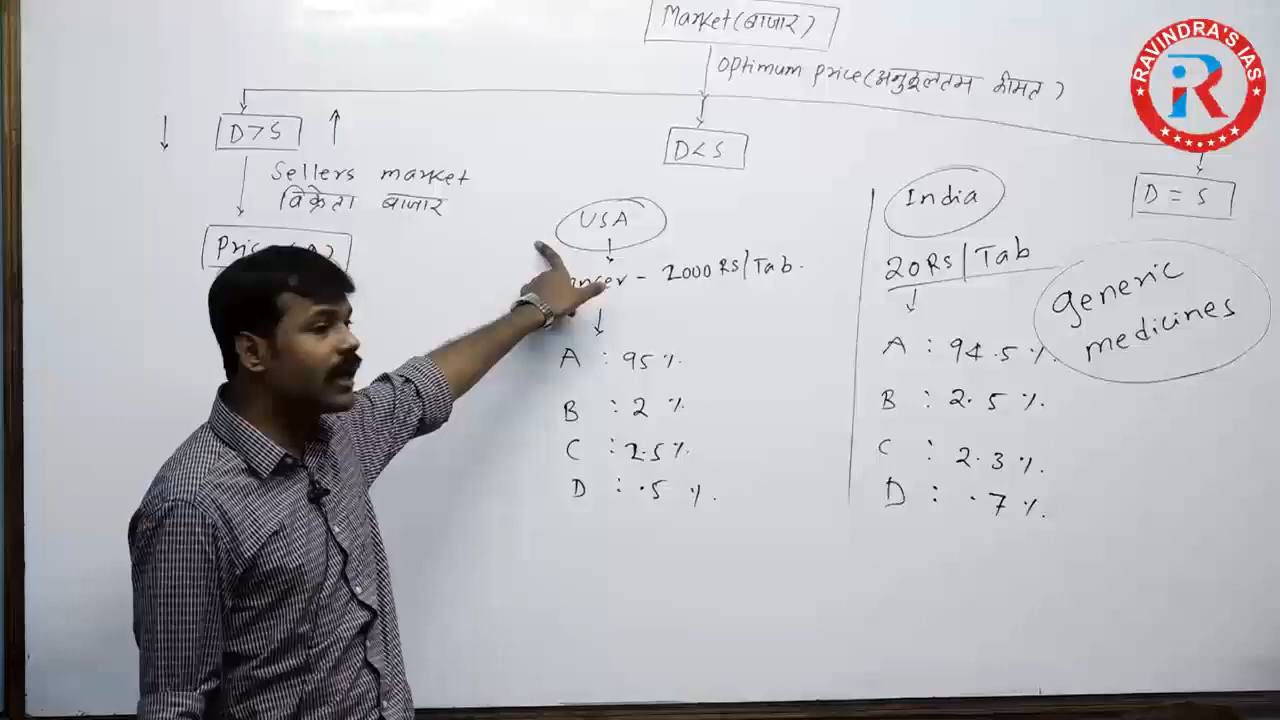 Market(बाजार)
optimum price(अनुकूलतम कीमत)
RAVINDRA'S IAS
iR
D>S
Sellers market
विक्रेता बाजार
D<S
D = S
USA
2000 RS/Tab.
A : 95 %.
B : 2 %.
C : 2.5 %.
D : .5 %.
India
20 RS/Tab
Generic
medicines
A : 94.5 %
B : 2.5 %.
C : 2.3 %.
D : .7 %.